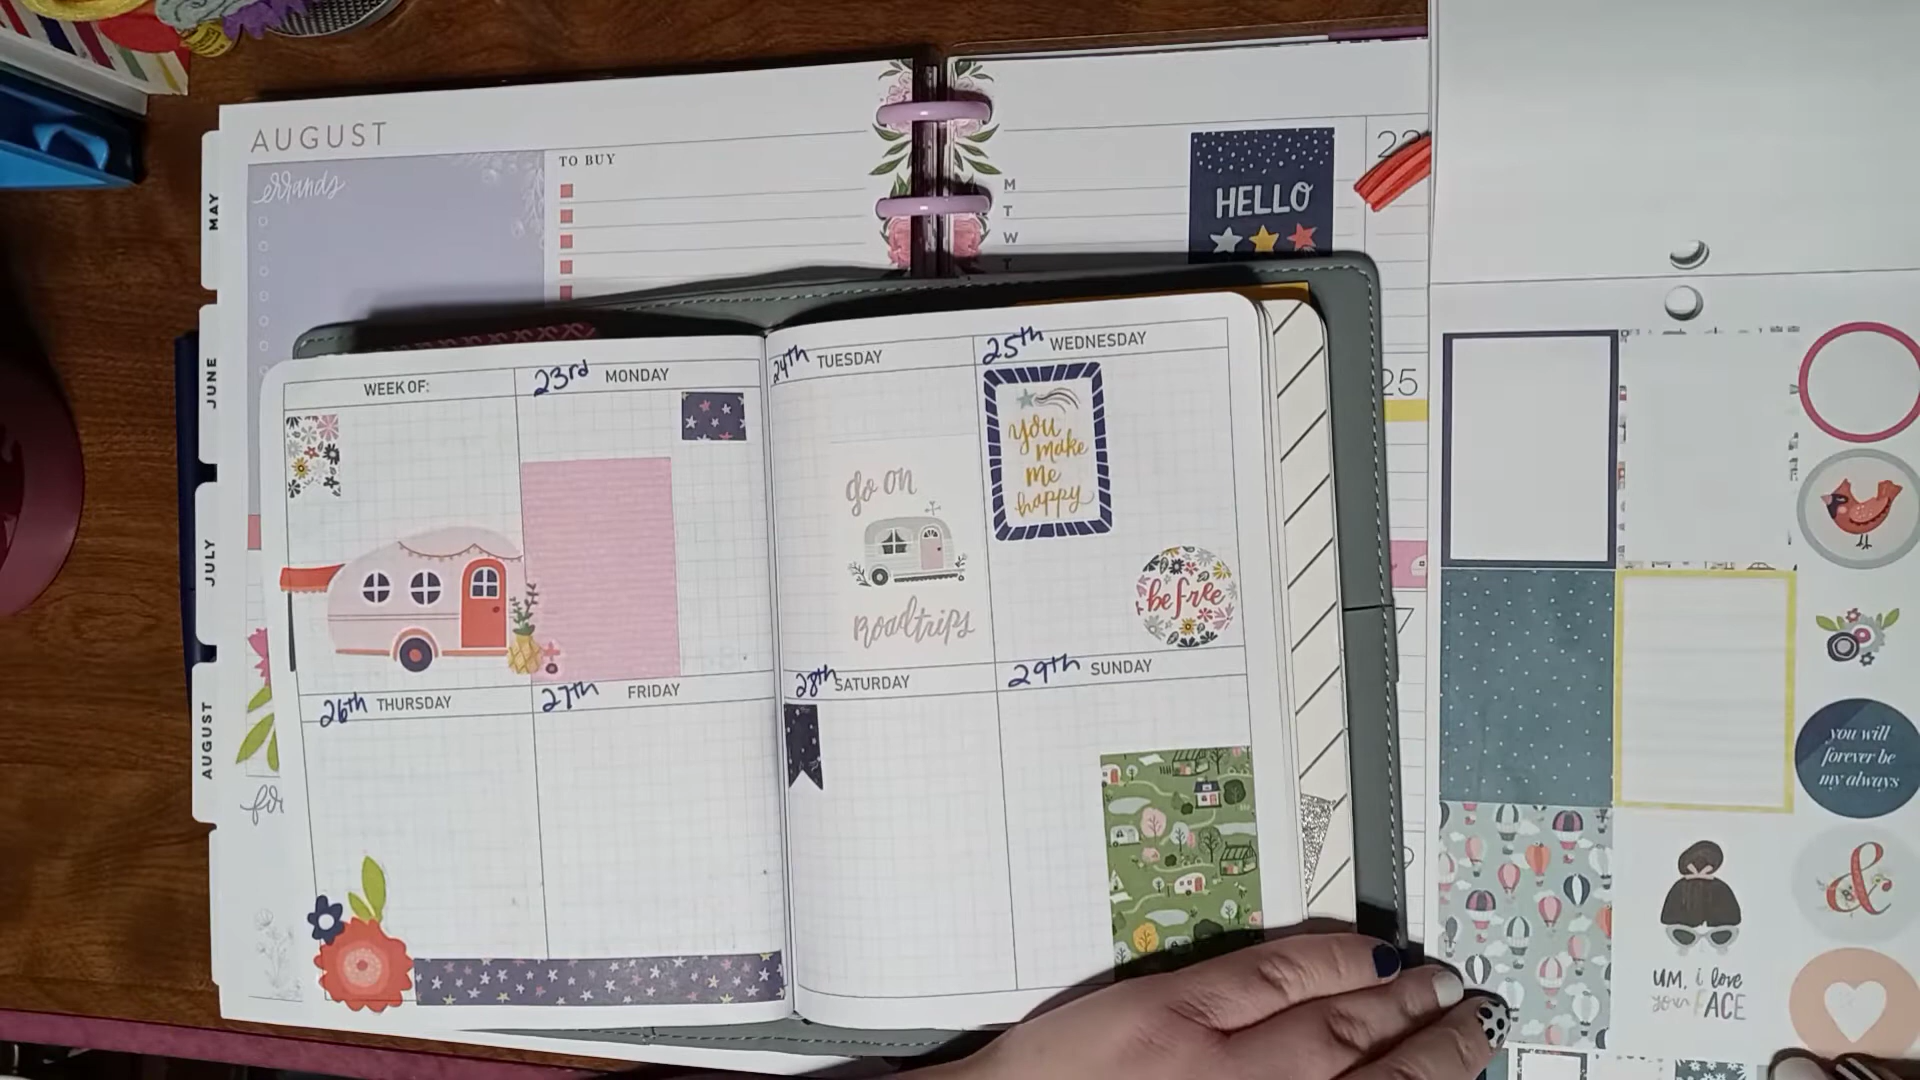 AUGUST
errands
TO BUY
M
T
W
T
HELLO
22
25
MAY
JUNE
JULY
AUGUST
WEEK OF:
23rd MONDAY
24th TUESDAY
25th WEDNESDAY
go on
roadtrips
you
make
me
happy
be free
26th THURSDAY
27th FRIDAY
28th SATURDAY
29th SUNDAY
you will
forever be
my always
&
UM, i love
your FACE